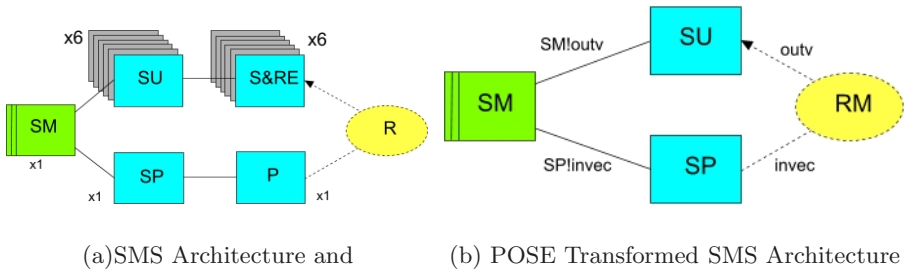 x6
x6
SU
S&RE
SM
x1
R
SP
x1
P
x1
SM!outv
SU
outv
SM
RM
SP!invec
SP
invec
(a)SMS Architecture and
(b) POSE Transformed SMS Architecture